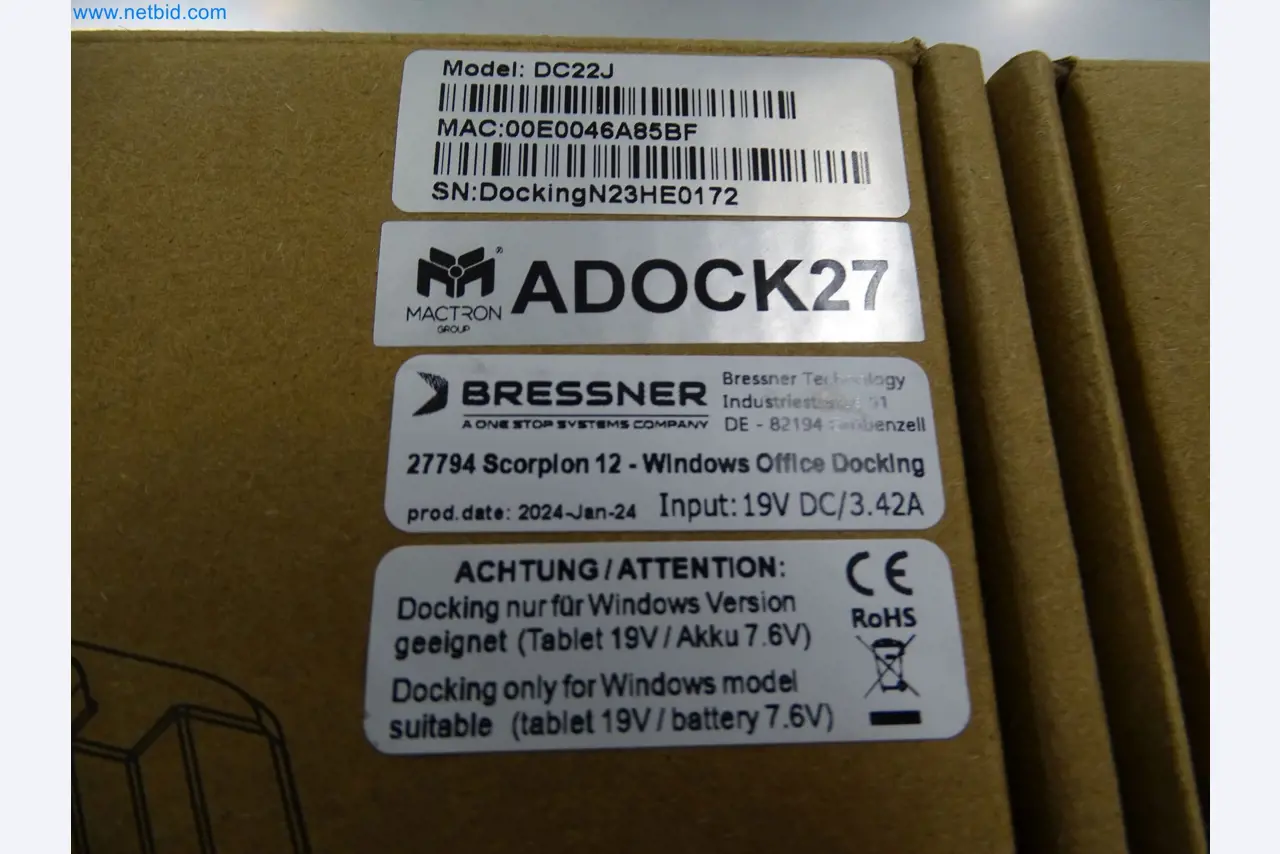 www.netbid.com
Model: DC22J
MAC:00E0046A85BF
SN:DockingN23HE0172
MACTRON
GROUP
ADOCK27
BRESSNER
A ONE STOP SYSTEMS COMPANY
Bressner Technology
DE - 82194
27794 Scorpion 12 - Windows Office Docking
prod.date: 2024-Jan-24 Input: 19V DC/3.42A
ACHTUNG / ATTENTION:
Docking nur für Windows Version
geeignet (Tablet 19V / Akku 7.6V)
Docking only for Windows model
suitable (tablet 19V / battery 7.6V)
CE
RoHS